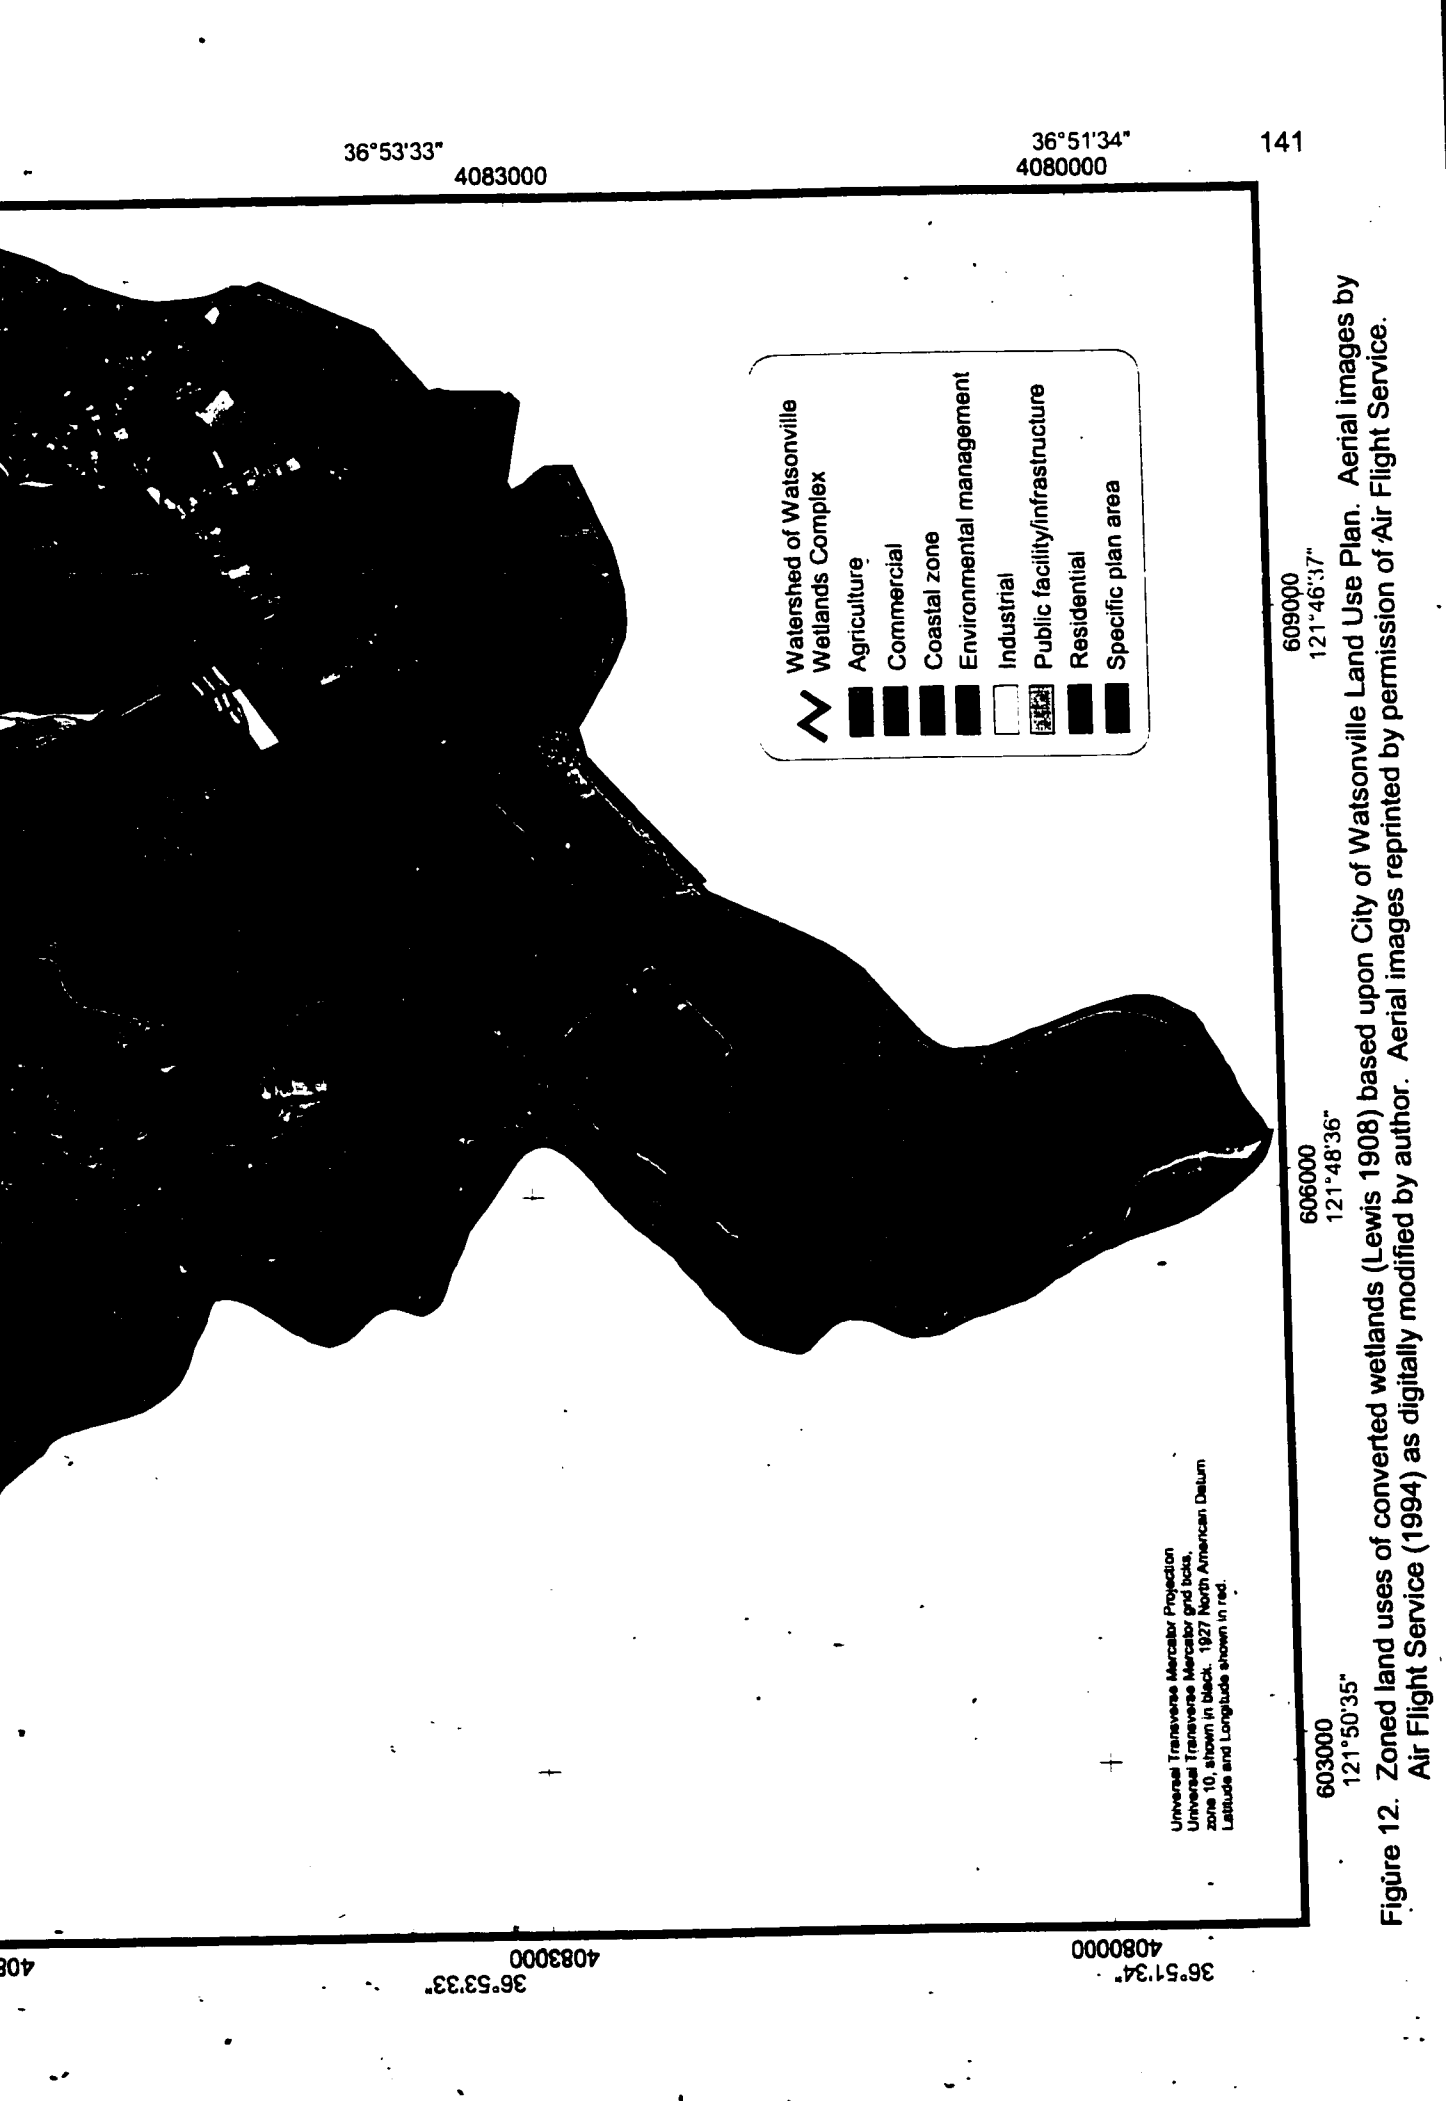 36°53'33"
4083000
36°51'34"
4080000
141
Watershed of Watsonville
Wetlands Complex
Agriculture
Commercial
Coastal zone
Environmental management
Industrial
Public facility/infrastructure
Residential
Specific plan area
Universal Transverse Mercator Projection
Universal Transverse Mercator grid ticks,
zone 10, shown in black. 1927 North American Datum
Latitude and Longitude shown in red.
603000
121°50'35"
606000
121°48'36"
609000
121°46'37"
408
4083000
36°53'33"
4080000
36°51'34"
Figure 12. Zoned land uses of converted wetlands (Lewis 1908) based upon City of Watsonville Land Use Plan. Aerial images by
Air Flight Service (1994) as digitally modified by author. Aerial images reprinted by permission of Air Flight Service.